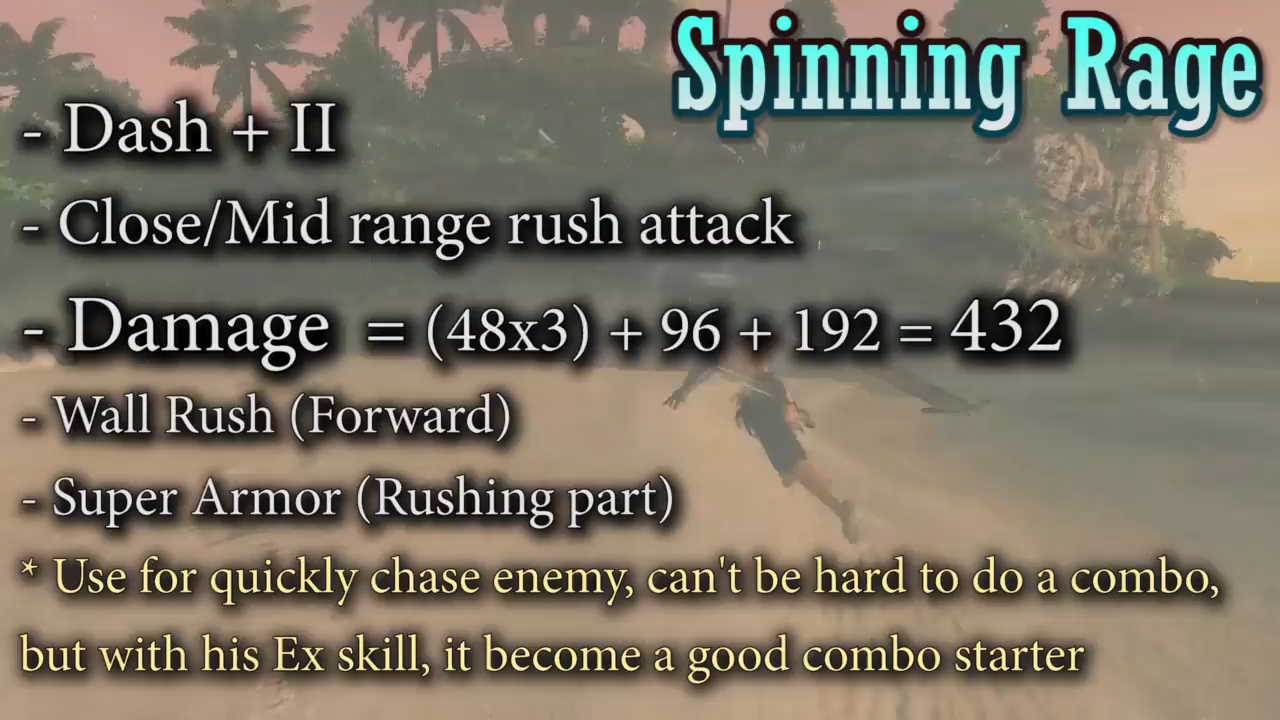 Spinning Rage
- Dash + II
- Close/Mid range rush attack
- Damage = (48x3) + 96 + 192 = 432
- Wall Rush (Forward)
- Super Armor (Rushing part)
* Use for quickly chase enemy, can't be hard to do a combo,
but with his Ex skill, it become a good combo starter